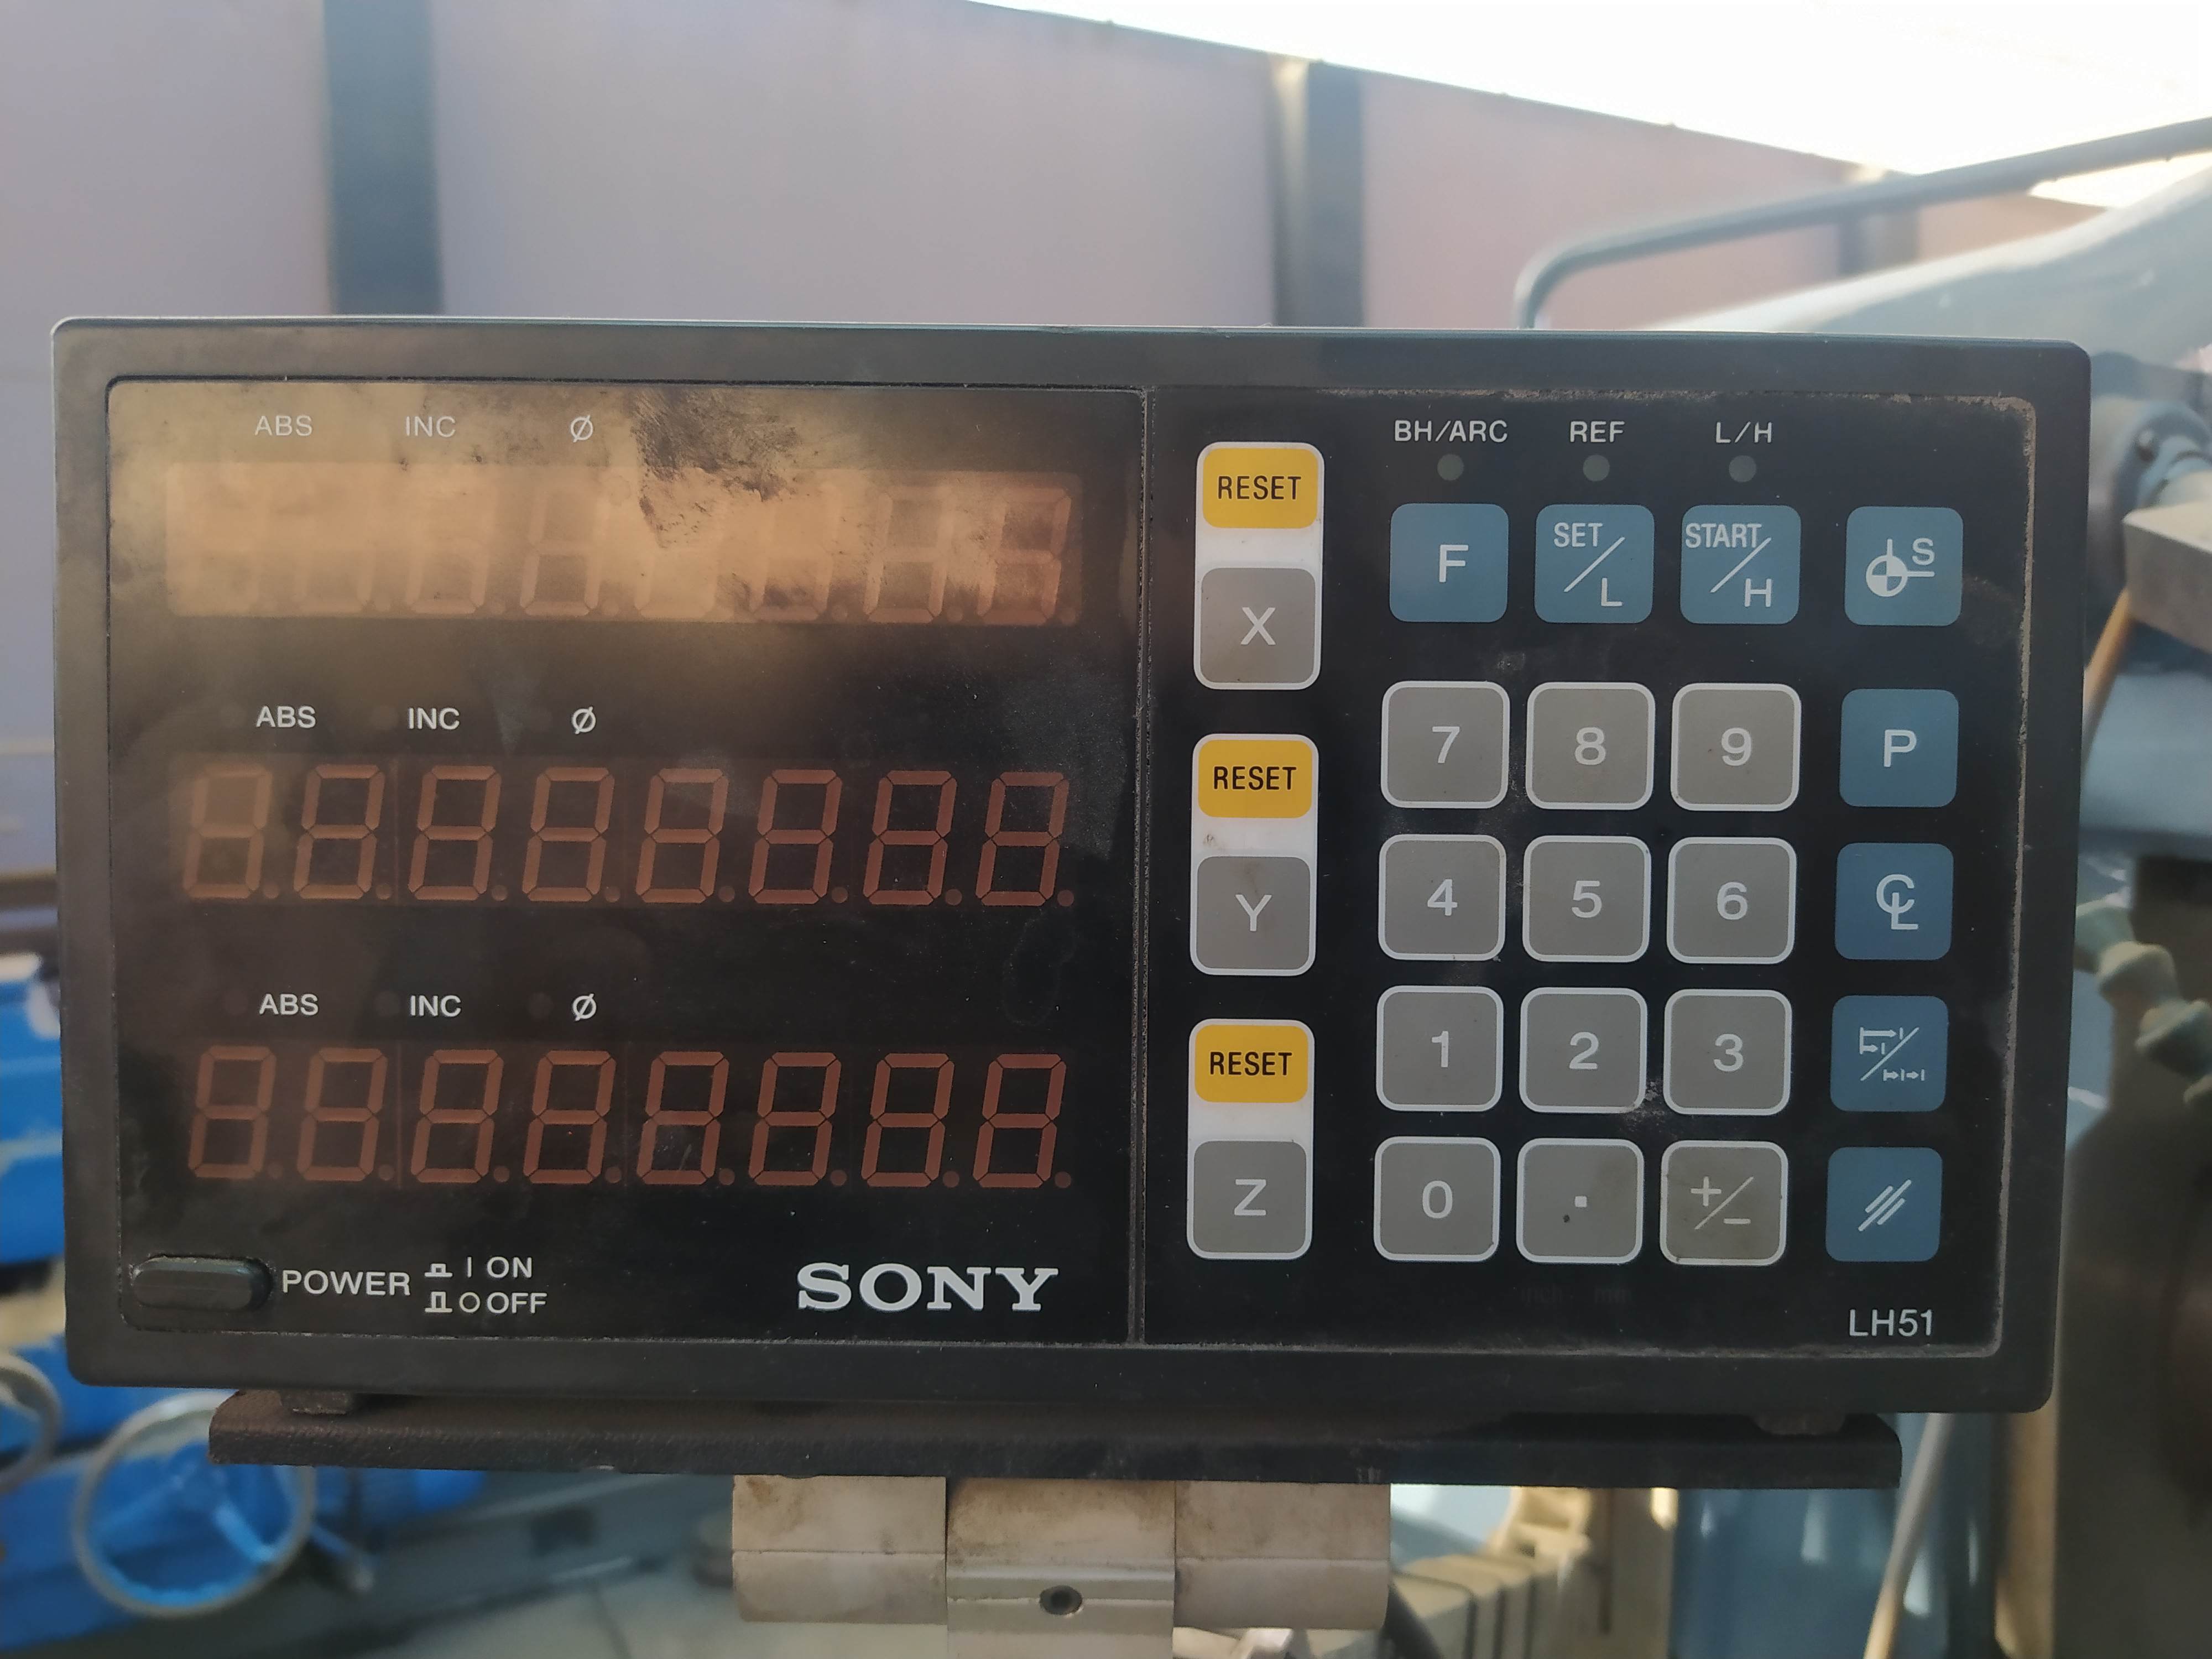 ABS INC Ø
ABS INC Ø
ABS INC Ø
POWER I ON
O OFF
SONY
RESET
X
RESET
Y
RESET
Z
BH/ARC REF L/H
F SET/L START/H S
7 8 9 P
4 5 6 CL
1 2 3
0 . +/-
LH51